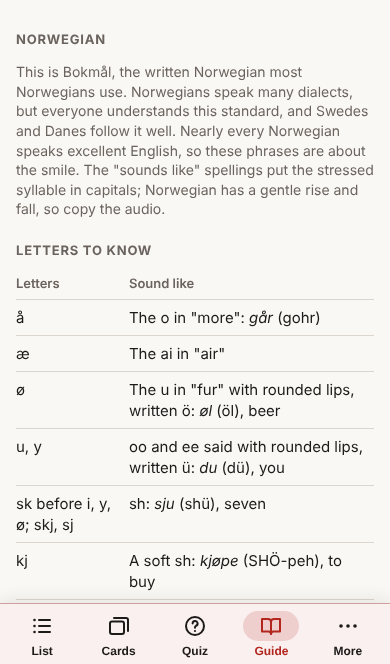 NORWEGIAN
This is Bokmål, the written Norwegian most
Norwegians use. Norwegians speak many dialects,
but everyone understands this standard, and Swedes
and Danes follow it well. Nearly every Norwegian
speaks excellent English, so these phrases are about
the smile. The "sounds like" spellings put the stressed
syllable in capitals; Norwegian has a gentle rise and
fall, so copy the audio.
LETTERS TO KNOW
Letters Sound like
å The o in "more": går (gohr)
æ The ai in "air"
ø The u in "fur" with rounded lips,
written ö: øl (öl), beer
u, y oo and ee said with rounded lips,
written ü: du (dü), you
sk before i, y, sh: sju (shü), seven
ø; skj, sj
kj A soft sh: kjøpe (SHÖ-peh), to
buy
List Cards Quiz Guide More